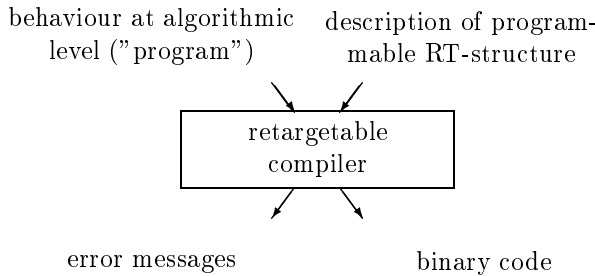 behaviour at algorithmic
level ("program")
description of program-
mable RT-structure
retargetable
compiler
error messages
binary code